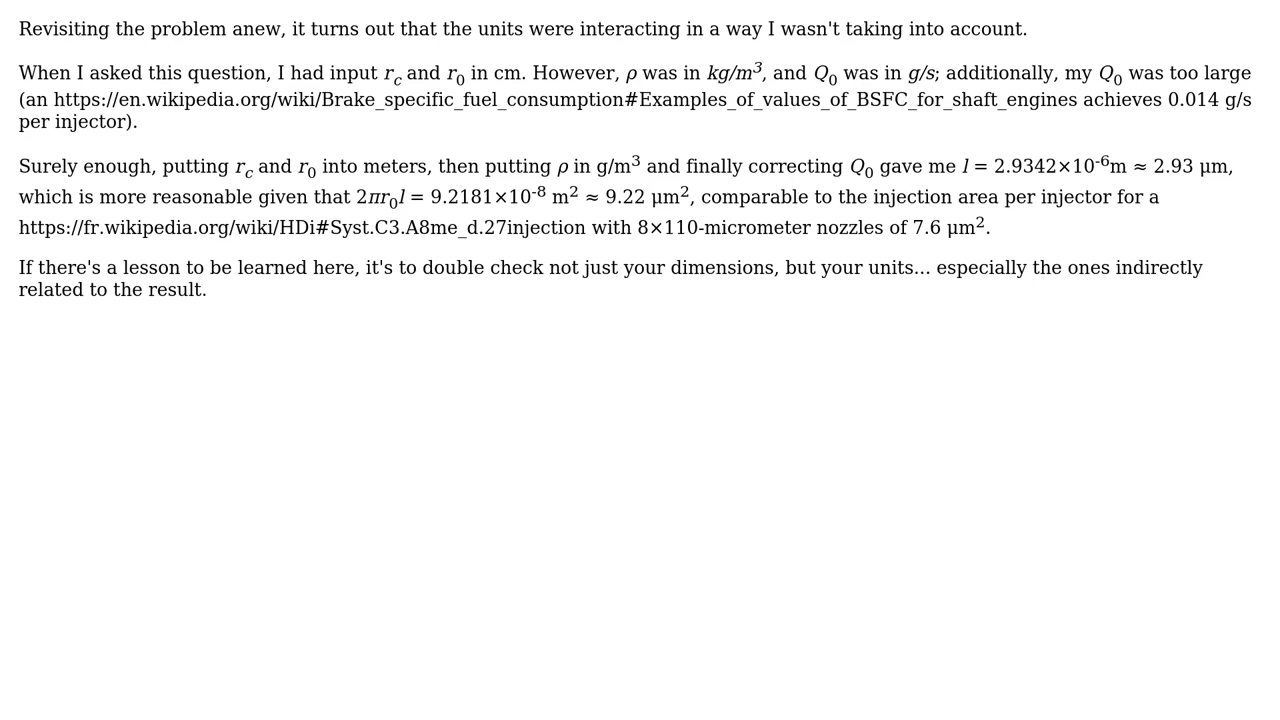 Revisiting the problem anew, it turns out that the units were interacting in a way I wasn't taking into account.
When I asked this question, I had input r_c and r_0 in cm. However, ρ was in kg/m^3, and Q_0 was in g/s; additionally, my Q_0 was too large
(an https://en.wikipedia.org/wiki/Brake_specific_fuel_consumption#Examples_of_values_of_BSFC_for_shaft_engines achieves 0.014 g/s
per injector).
Surely enough, putting r_c and r_0 into meters, then putting ρ in g/m^3 and finally correcting Q_0 gave me l = 2.9342×10^-6m ≈ 2.93 µm,
which is more reasonable given that 2πr_0l = 9.2181×10^-8 m^2 ≈ 9.22 µm^2, comparable to the injection area per injector for a
https://fr.wikipedia.org/wiki/HDi#Syst.C3.A8me_d.27injection with 8×110-micrometer nozzles of 7.6 µm^2.
If there's a lesson to be learned here, it's to double check not just your dimensions, but your units... especially the ones indirectly
related to the result.